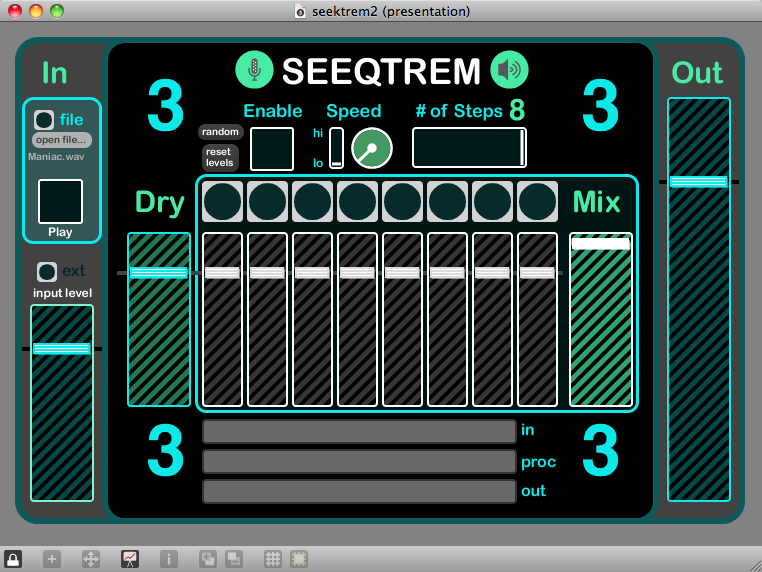 seektrem2 (presentation)
In
3
SEEQTREM
3
Out
Enable
Speed
# of Steps 8
file
open file...
Maniac.wav
random
reset
levels
hi
lo
Play
Dry
Mix
ext
input level
3
in
3
proc
out